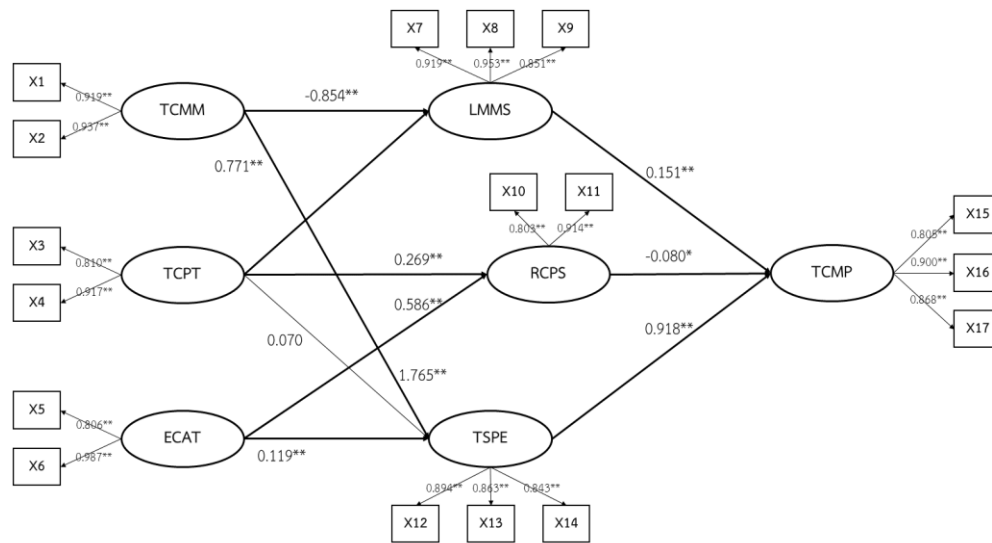 X7
X8
X9
0.919**
0.953**
0.851**
X1
0.919**
TCMM
-0.854**
LMMS
X2
0.937**
0.771**
0.151**
X10
X11
0.803**
0.914**
X15
0.805**
X3
0.810**
TCPT
0.269**
RCPS
-0.080*
TCMP
0.900**
X16
X4
0.917**
0.586**
0.868**
X17
0.070
0.918**
1.765**
X5
0.806**
ECAT
TSPE
X6
0.987**
0.119**
0.894**
0.863**
0.843**
X12
X13
X14